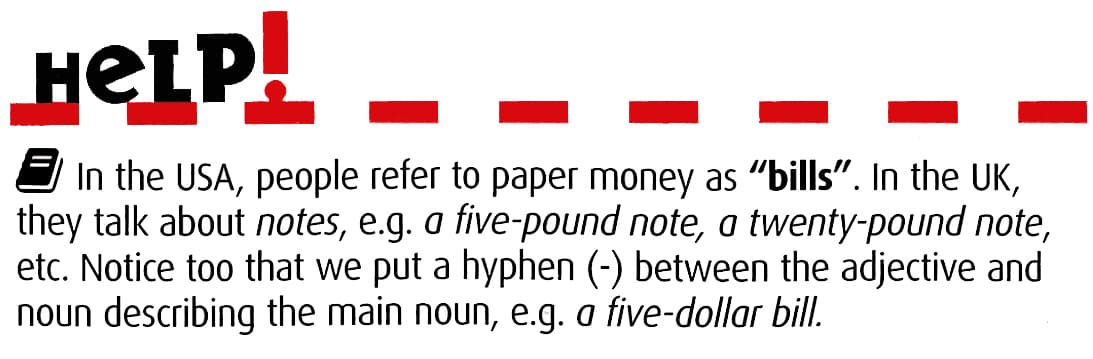 HeLP!
In the USA, people refer to paper money as “bills”. In the UK,
they talk about notes, e.g. a five-pound note, a twenty-pound note,
etc. Notice too that we put a hyphen (-) between the adjective and
noun describing the main noun, e.g. a five-dollar bill.